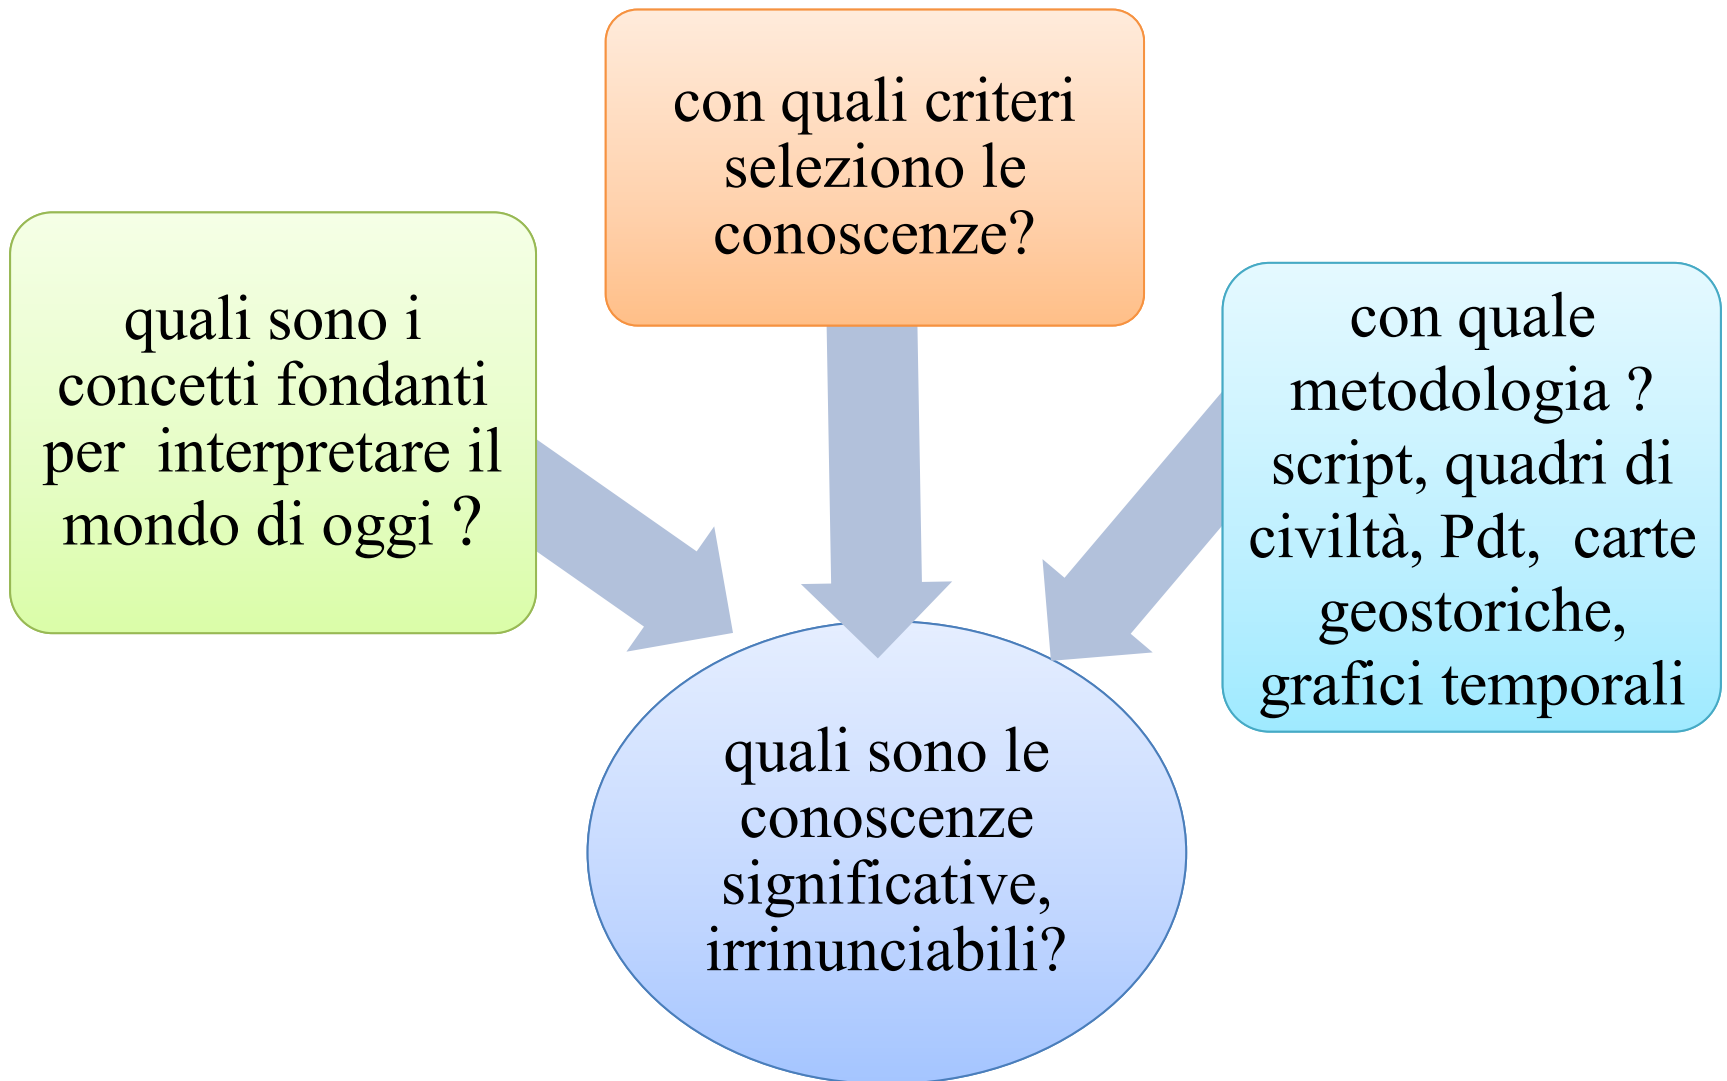 con quali criteri
seleziono le
conoscenze?
quali sono i
concetti fondanti
per  interpretare il
mondo di oggi ?
con quale
metodologia ?
script, quadri di
civiltà, Pdt,  carte
geostoriche,
grafici temporali
quali sono le
conoscenze
significative,
irrinunciabili?